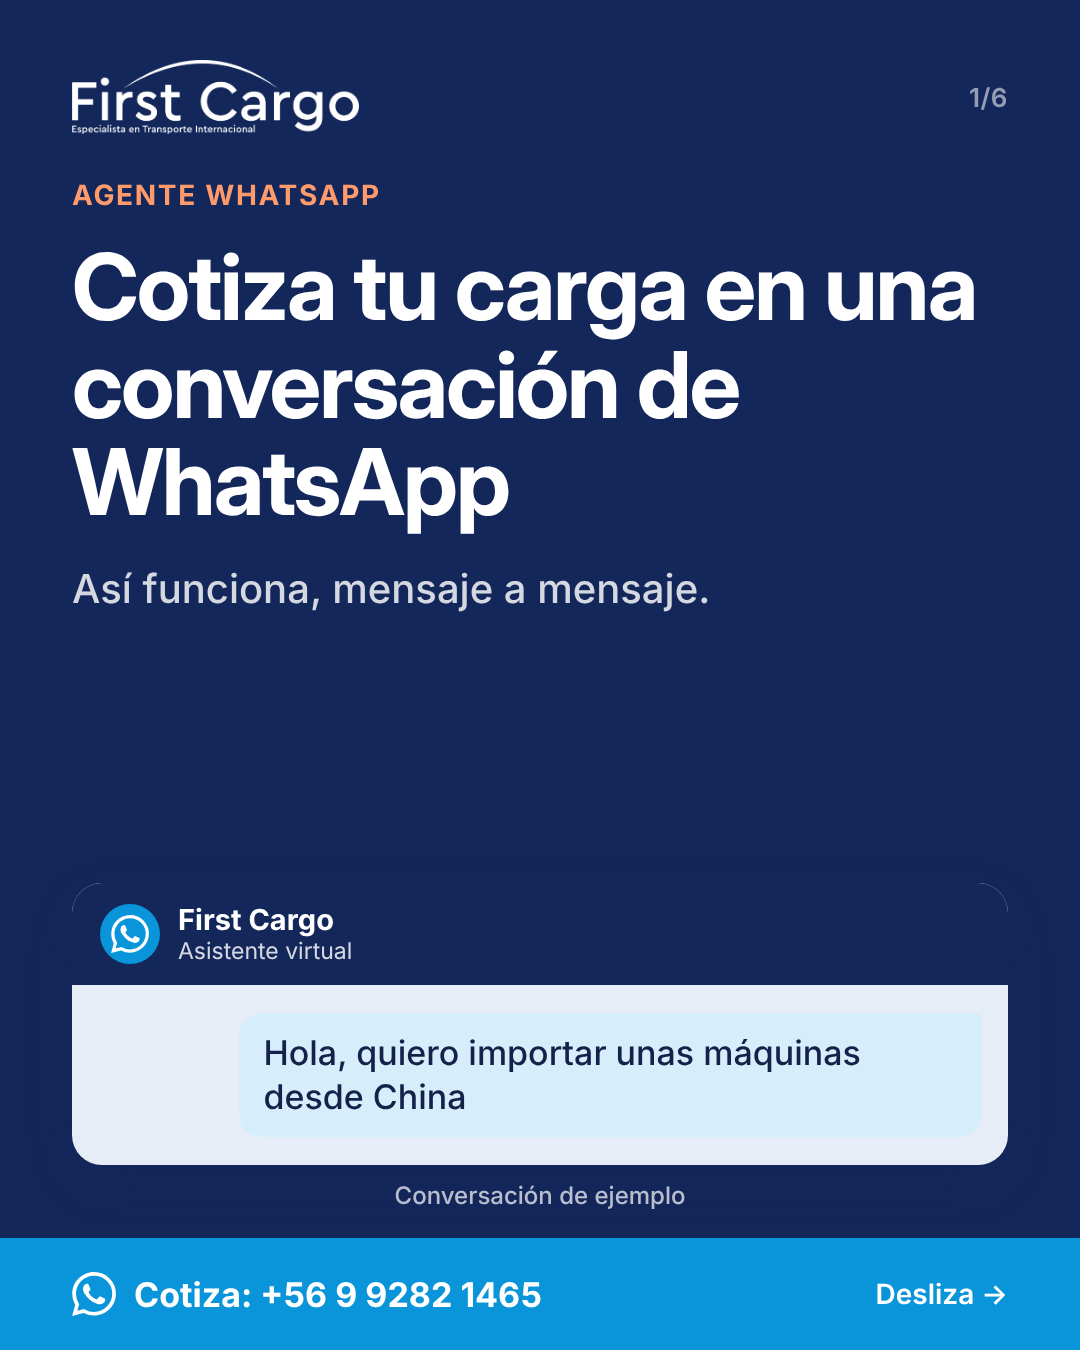 First Cargo
Especialista en Transporte Internacional
1/6
AGENTE WHATSAPP
Cotiza tu carga en una
conversación de
WhatsApp
Así funciona, mensaje a mensaje.
First Cargo
Asistente virtual
Hola, quiero importar unas máquinas
desde China
Conversación de ejemplo
Cotiza: +56 9 9282 1465
Desliza →